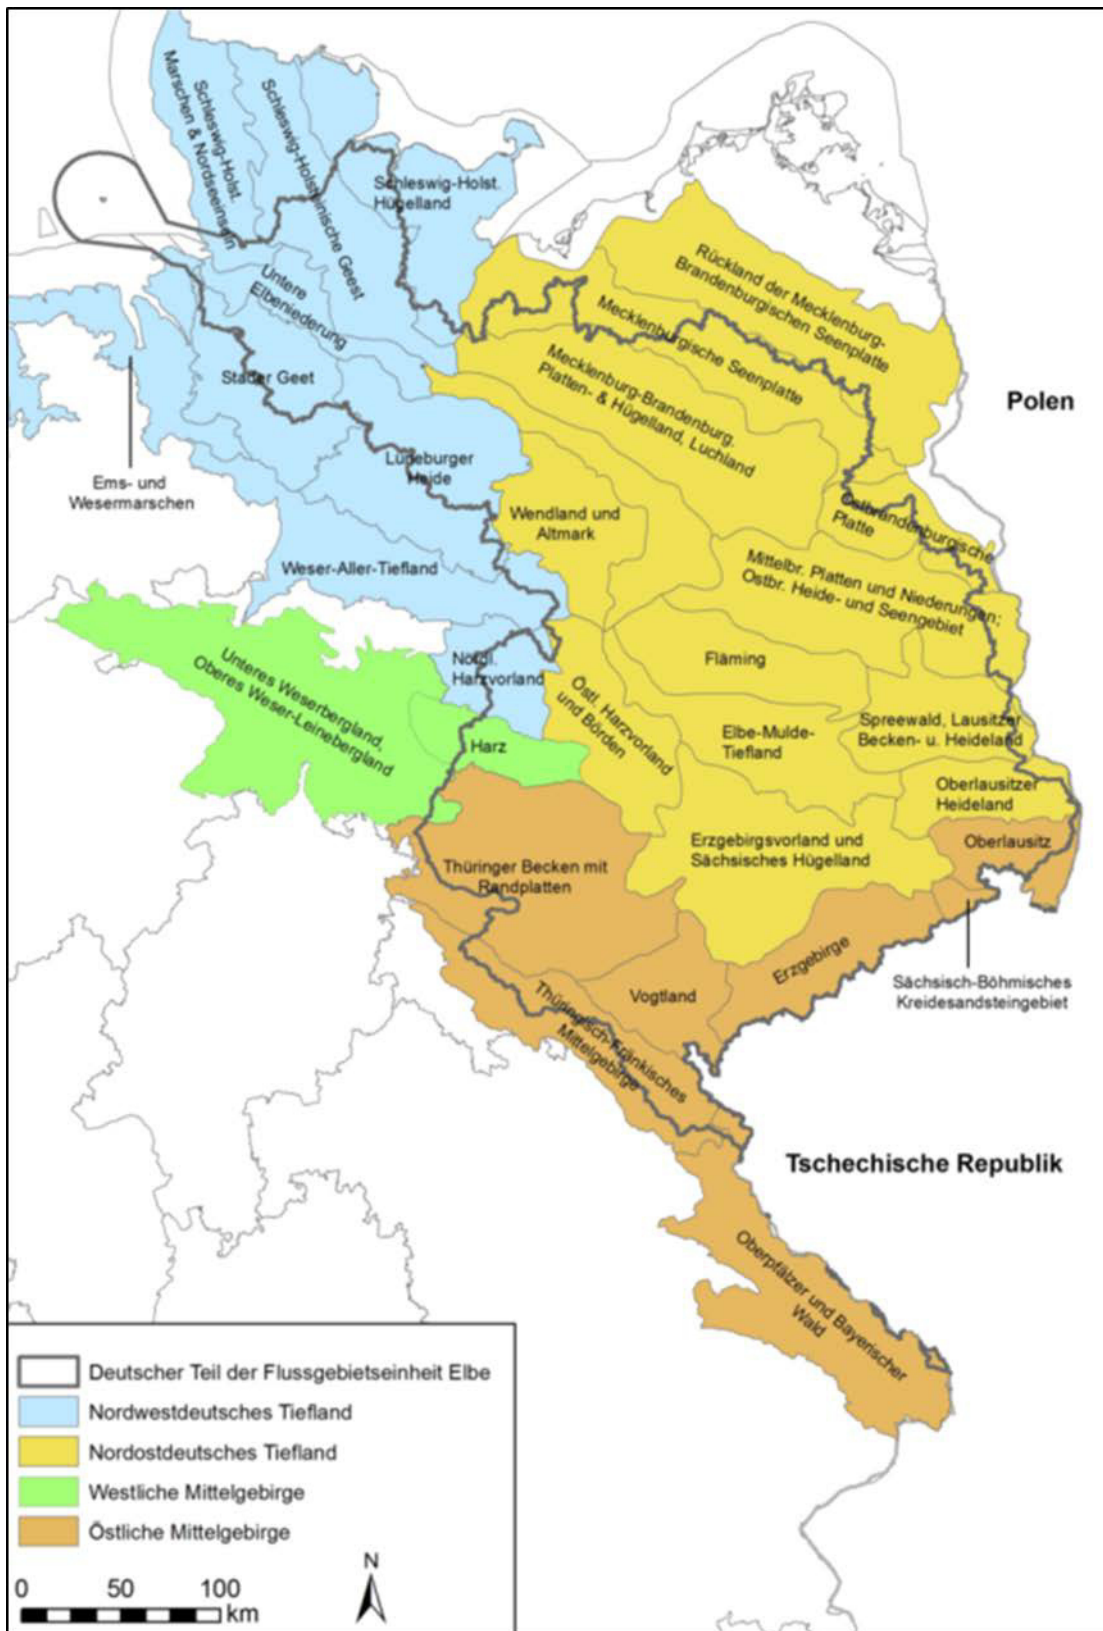 Schleswig-Holst.
Marschen & Nordseeinseln
Schleswig-Holsteinische Geest
Schleswig-Holst.
Hügelland
Untere
Elbeniederung
Stader Geet
Lüneburger
Heide
Ems- und
Wesermarschen
Weser-Aller-Tiefland
Rückland der Mecklenburg-
Brandenburgischen Seenplatte
Mecklenburgische Seenplatte
Mecklenburg-Brandenburg.
Platten- & Hügelland, Luchland
Polen
Wendland und
Altmark
Ostbrandenburgische
Platte
Mittelbr. Platten und Niederungen;
Ostbr. Heide- und Seengebiet
Unteres Weserbergland,
Oberes Weser-Leinebergland
Nördl.
Harzvorland
Harz
Östl. Harzvorland
und Börden
Fläming
Elbe-Mulde-
Tiefland
Spreewald, Lausitzer
Becken- u. Heideland
Oberlausitzer
Heideland
Oberlausitz
Erzgebirgsvorland und
Sächsisches Hügelland
Thüringer Becken mit
Randplatten
Erzgebirge
Vogtland
Sächsisch-Böhmisches
Kreidesandsteingebiet
Thüringisch-Fränkisches
Mittelgebirge
Tschechische Republik
Oberpfälzer und Bayerischer
Wald
Deutscher Teil der Flussgebietseinheit Elbe
Nordwestdeutsches Tiefland
Nordostdeutsches Tiefland
Westliche Mittelgebirge
Östliche Mittelgebirge
0 50 100
km
N